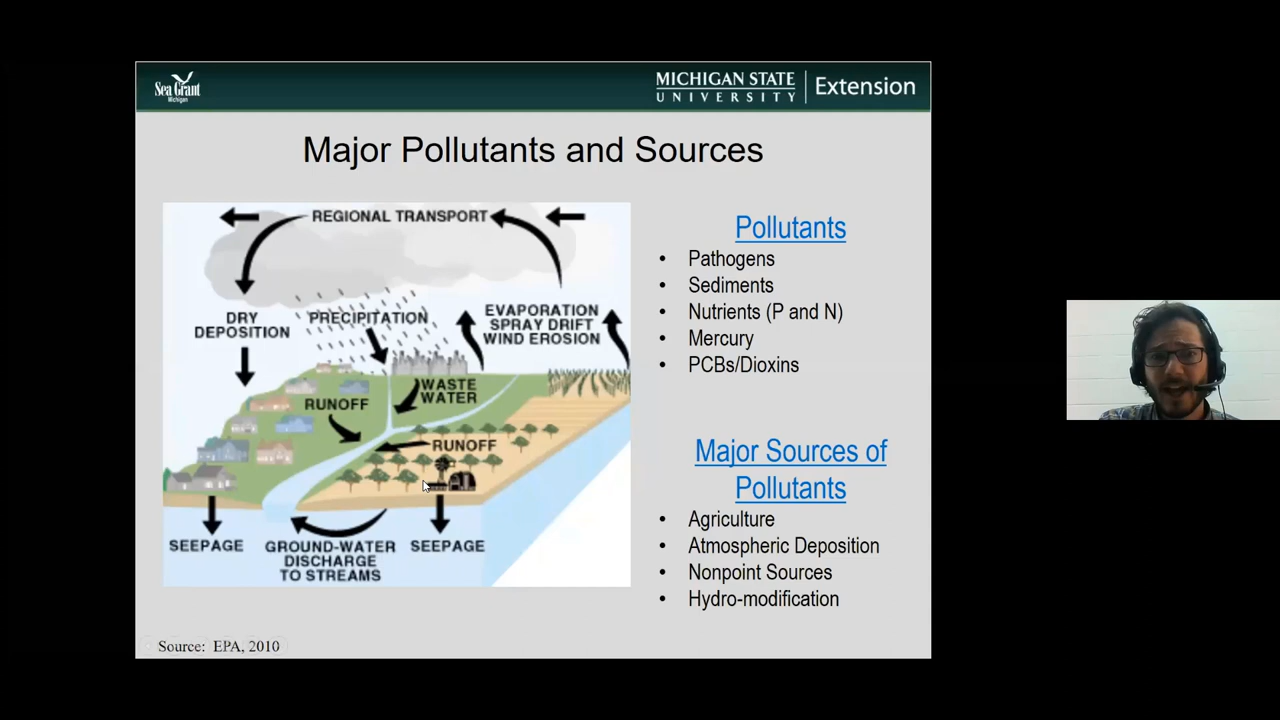 Sea Grant
Michigan
MICHIGAN STATE
UNIVERSITY
Extension
Major Pollutants and Sources
REGIONAL TRANSPORT
DRY
DEPOSITION
PRECIPITATION
EVAPORATION
SPRAY DRIFT
WIND EROSION
WASTE
WATER
RUNOFF
RUNOFF
SEEPAGE
GROUND-WATER
DISCHARGE
TO STREAMS
SEEPAGE
Pollutants
• Pathogens
• Sediments
• Nutrients (P and N)
• Mercury
• PCBs/Dioxins
Major Sources of
Pollutants
• Agriculture
• Atmospheric Deposition
• Nonpoint Sources
• Hydro-modification
Source: EPA, 2010